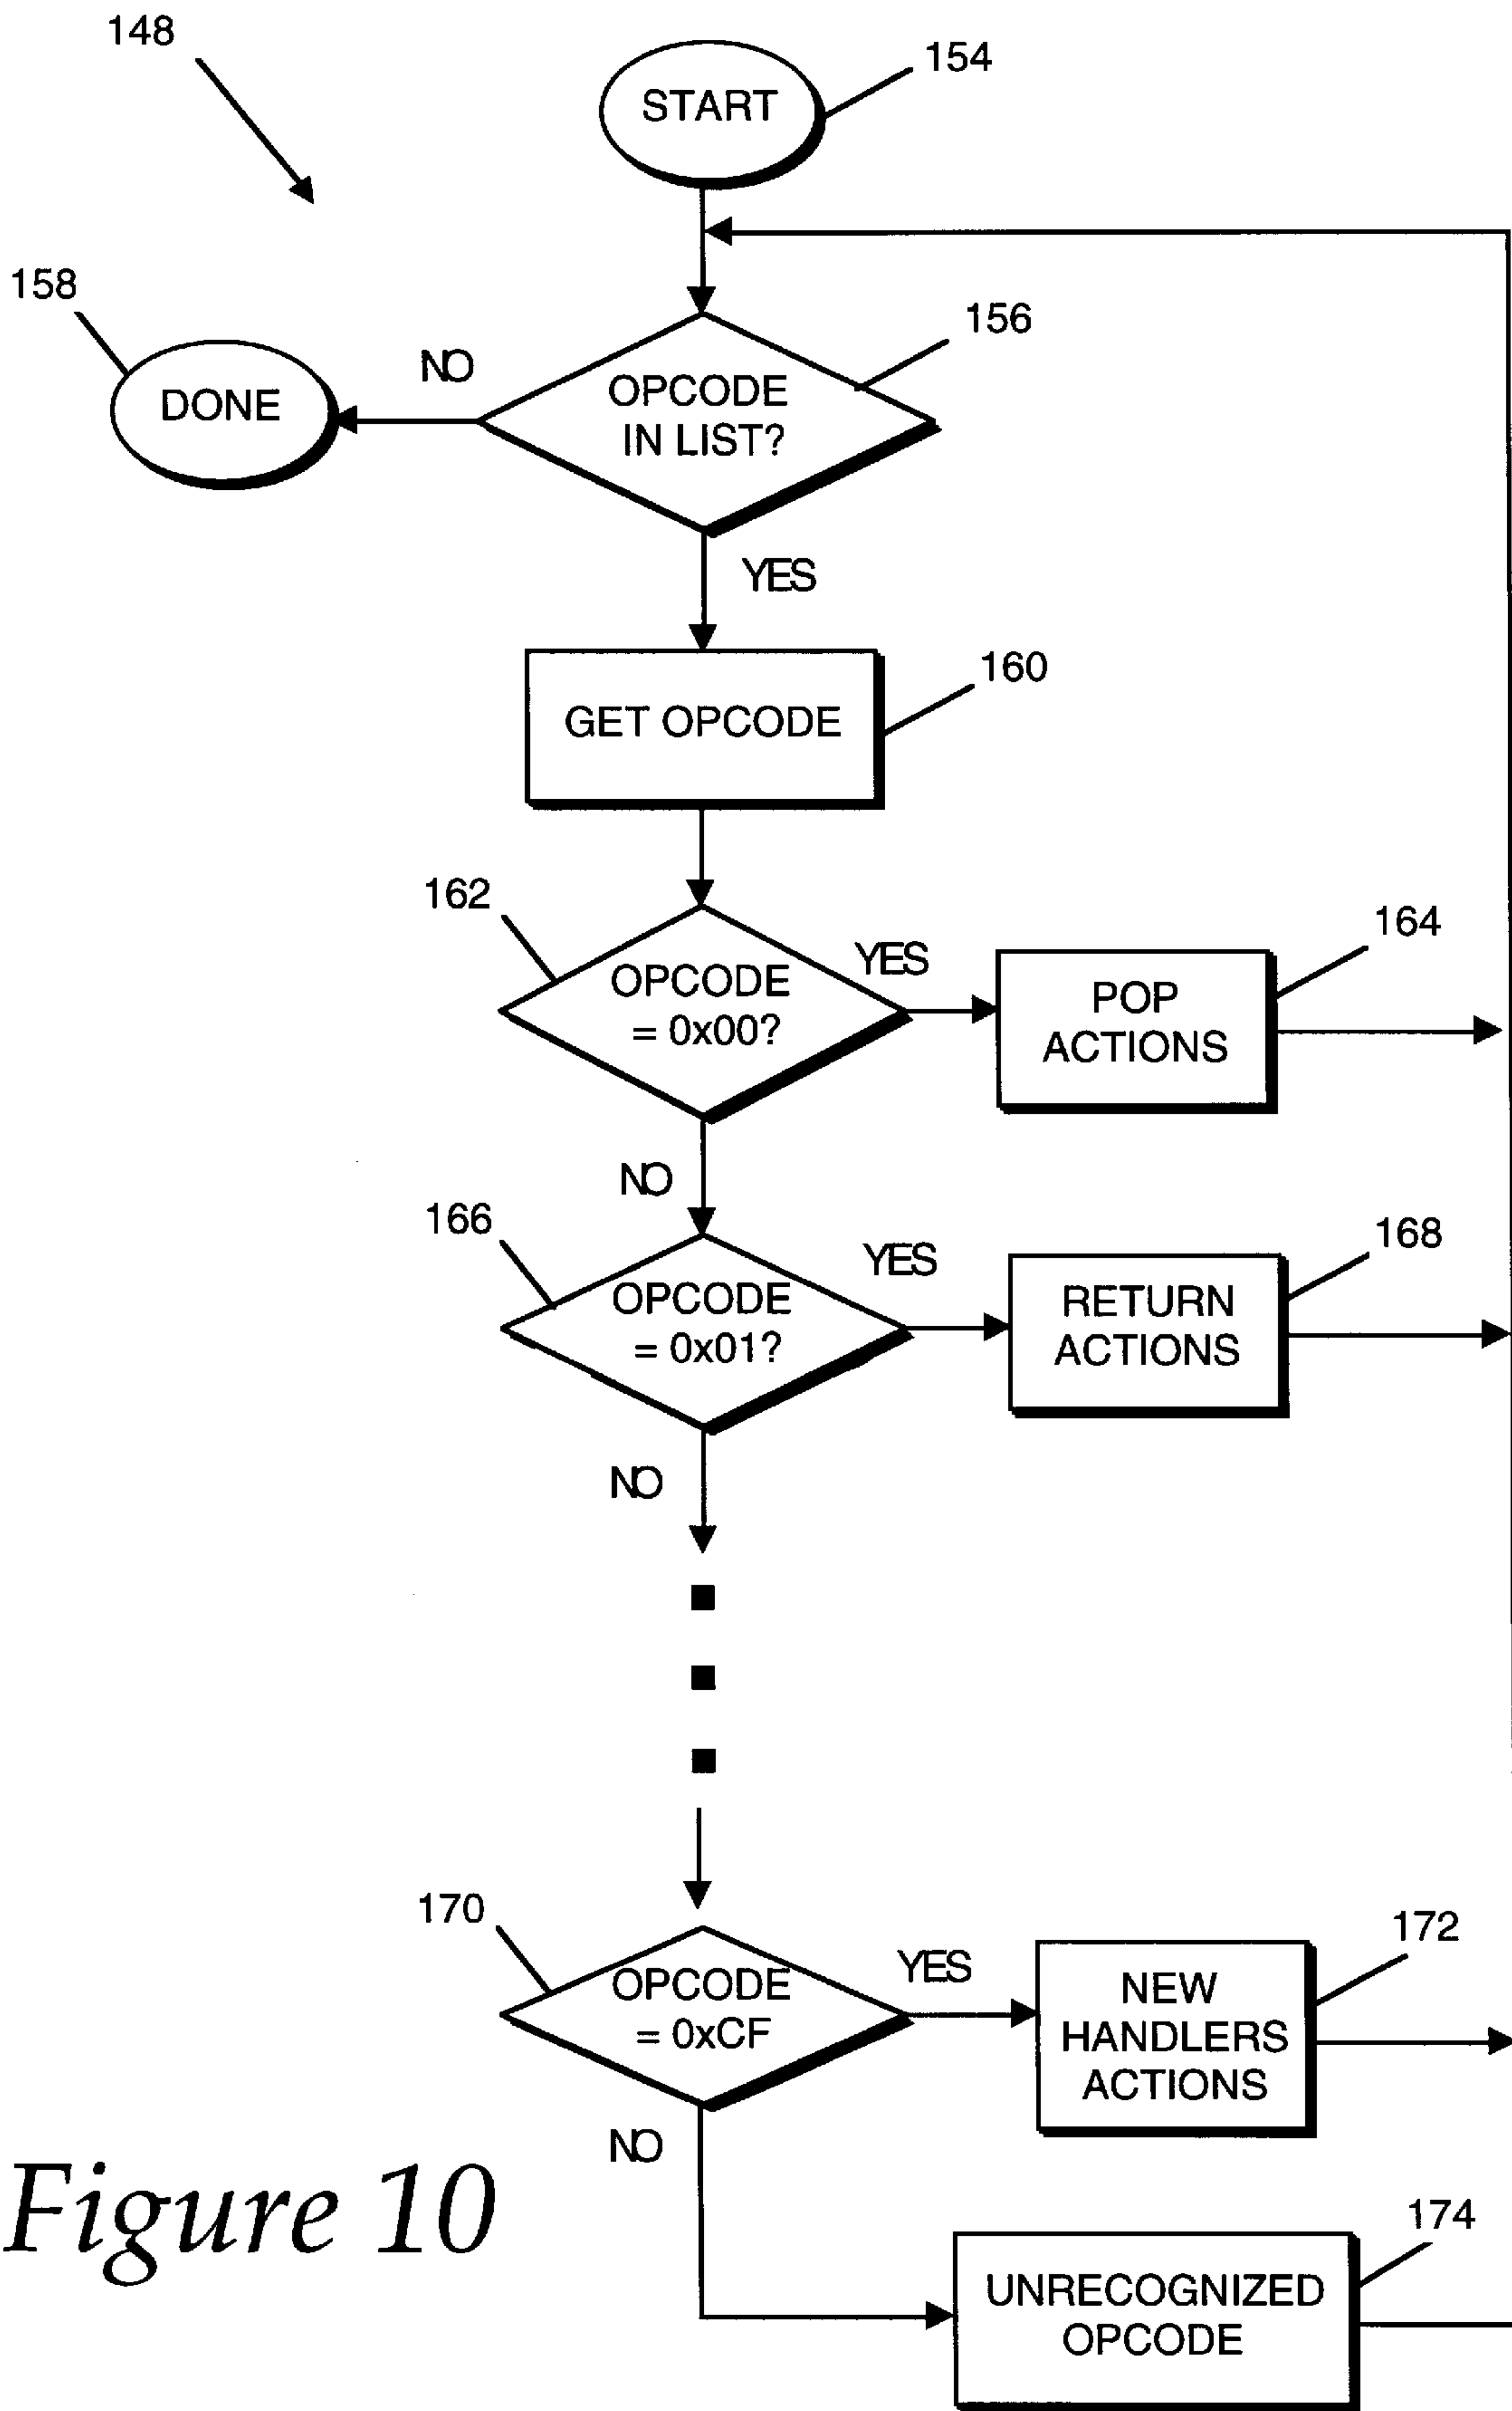 148
154
START
158
156
NO
DONE
OPCODE
IN LIST?
YES
160
GET OPCODE
162
164
YES
OPCODE
= 0x00?
POP
ACTIONS
NO
166
168
YES
OPCODE
= 0x01?
RETURN
ACTIONS
NO
170
172
YES
OPCODE
= 0xCF
NEW
HANDLERS
ACTIONS
NO
174
UNRECOGNIZED
OPCODE
Figure 10